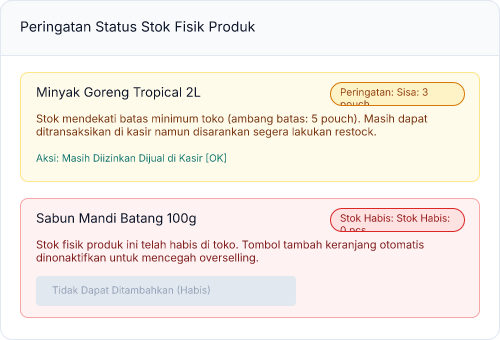 Peringatan Status Stok Fisik Produk
Minyak Goreng Tropical 2L
Peringatan: Sisa: 3
pouch
Stok mendekati batas minimum toko (ambang batas: 5 pouch). Masih dapat
ditransaksikan di kasir namun disarankan segera lakukan restock.
Aksi: Masih Diizinkan Dijual di Kasir [OK]
Sabun Mandi Batang 100g
Stok Habis: Stok Habis:
0 pcs
Stok fisik produk ini telah habis di toko. Tombol tambah keranjang otomatis
dinonaktifkan untuk mencegah overselling.
Tidak Dapat Ditambahkan (Habis)